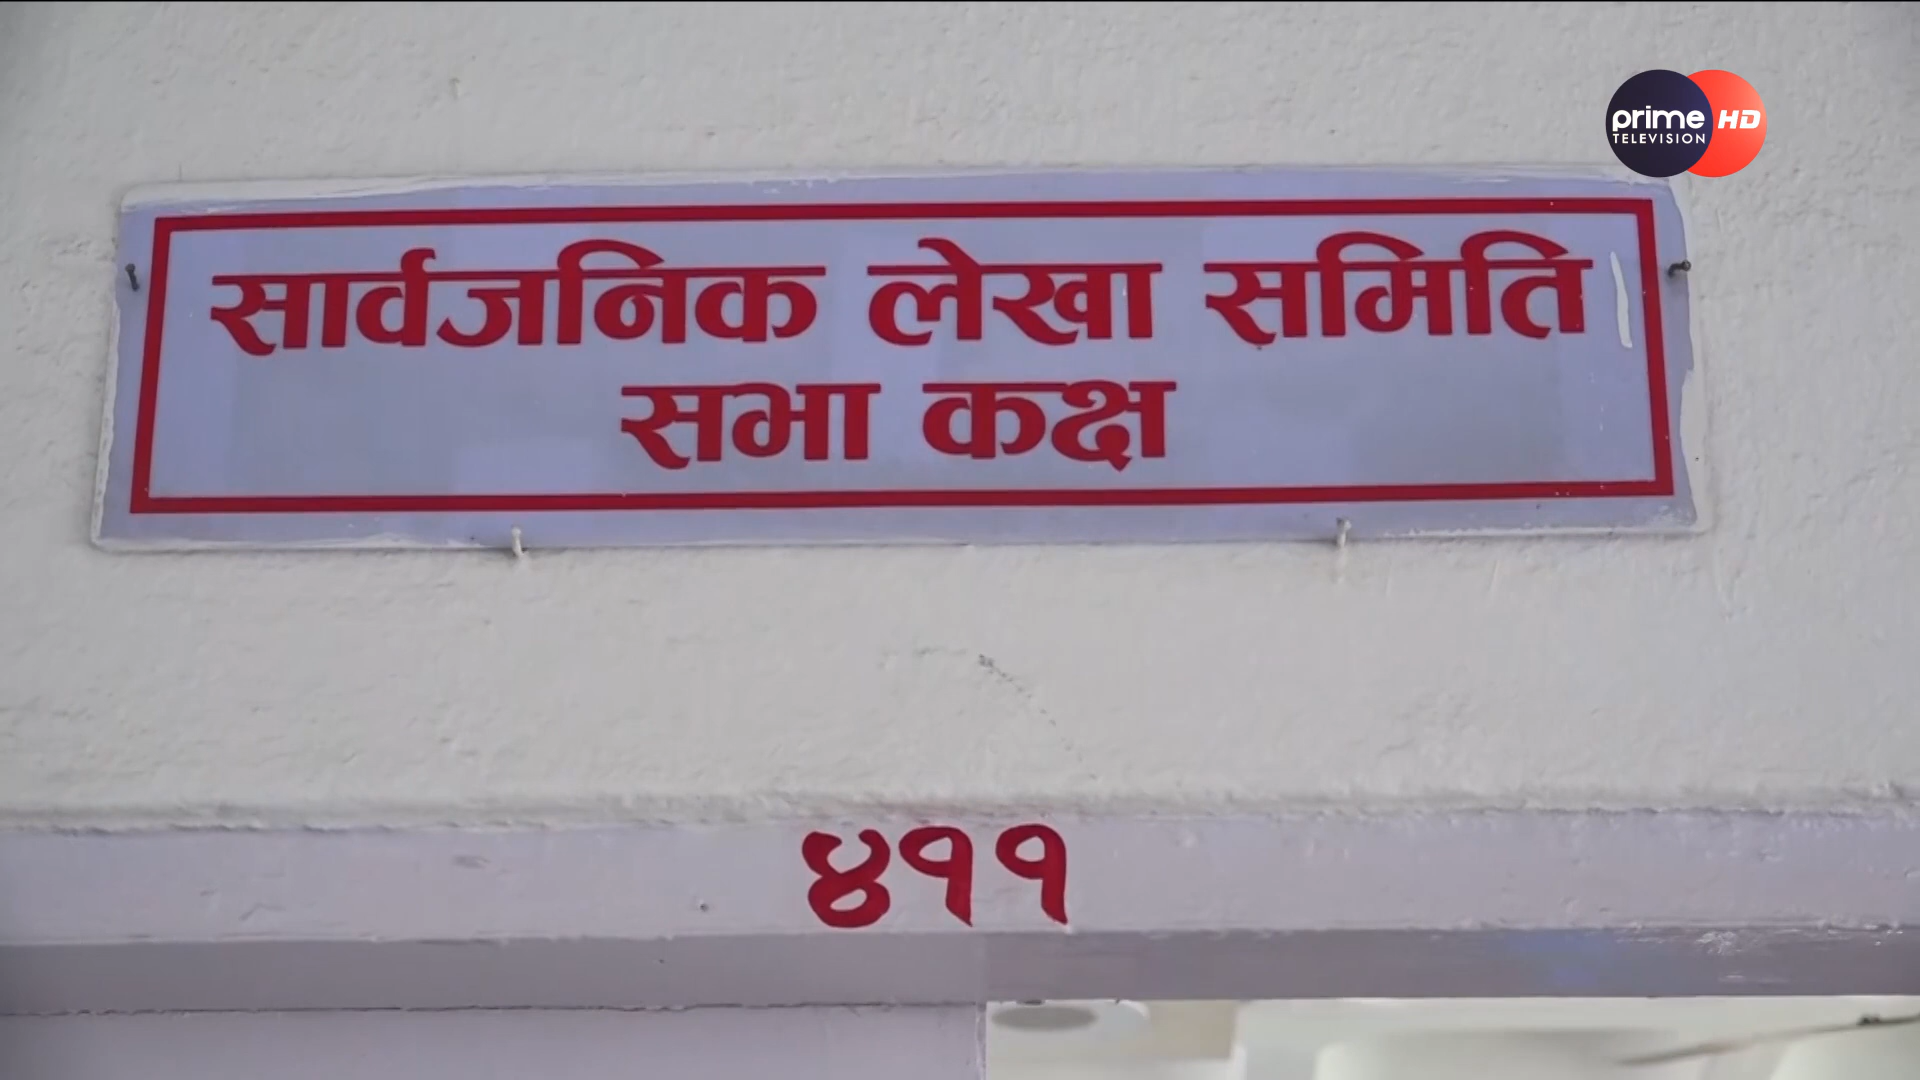 prime HD
TELEVISION
सार्वजनिक लेखा समिति
सभा कक्ष
४११